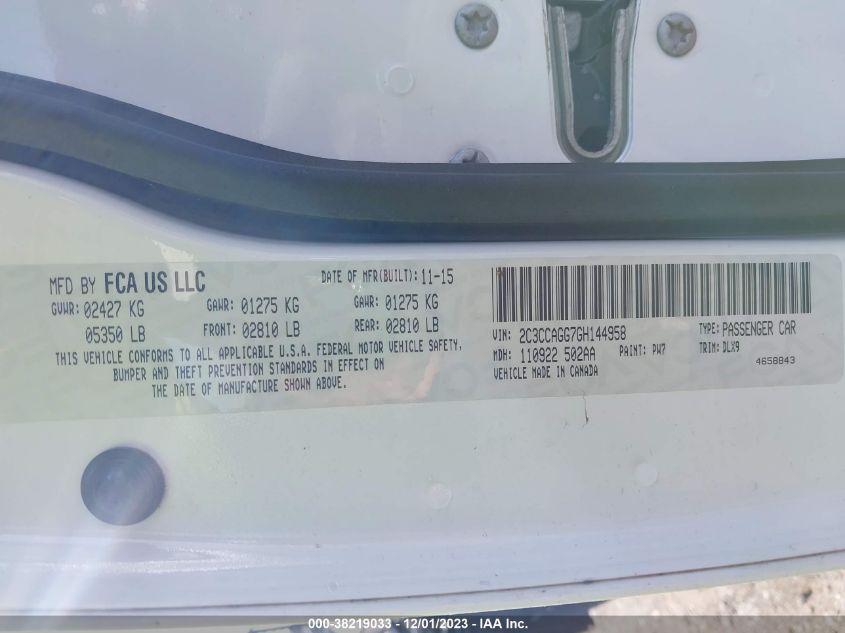 MFD BY FCA US LLC DATE OF MFR(BUILT): 11-15
GVWR: 02427 KG GAWR: 01275 KG GAWR: 01275 KG
05350 LB FRONT: 02810 LB REAR: 02810 LB
THIS VEHICLE CONFORMS TO ALL APPLICABLE U.S.A. FEDERAL MOTOR VEHICLE SAFETY,
BUMPER AND THEFT PREVENTION STANDARDS IN EFFECT ON
THE DATE OF MANUFACTURE SHOWN ABOVE.
VIN: 2C3CCAGG7GH144958 TYPE: PASSENGER CAR
MDH: 110922 502AA PAINT: PW7 TRIM: DLX9
VEHICLE MADE IN CANADA 4658843
000-38219033 - 12/01/2023 - IAA Inc.